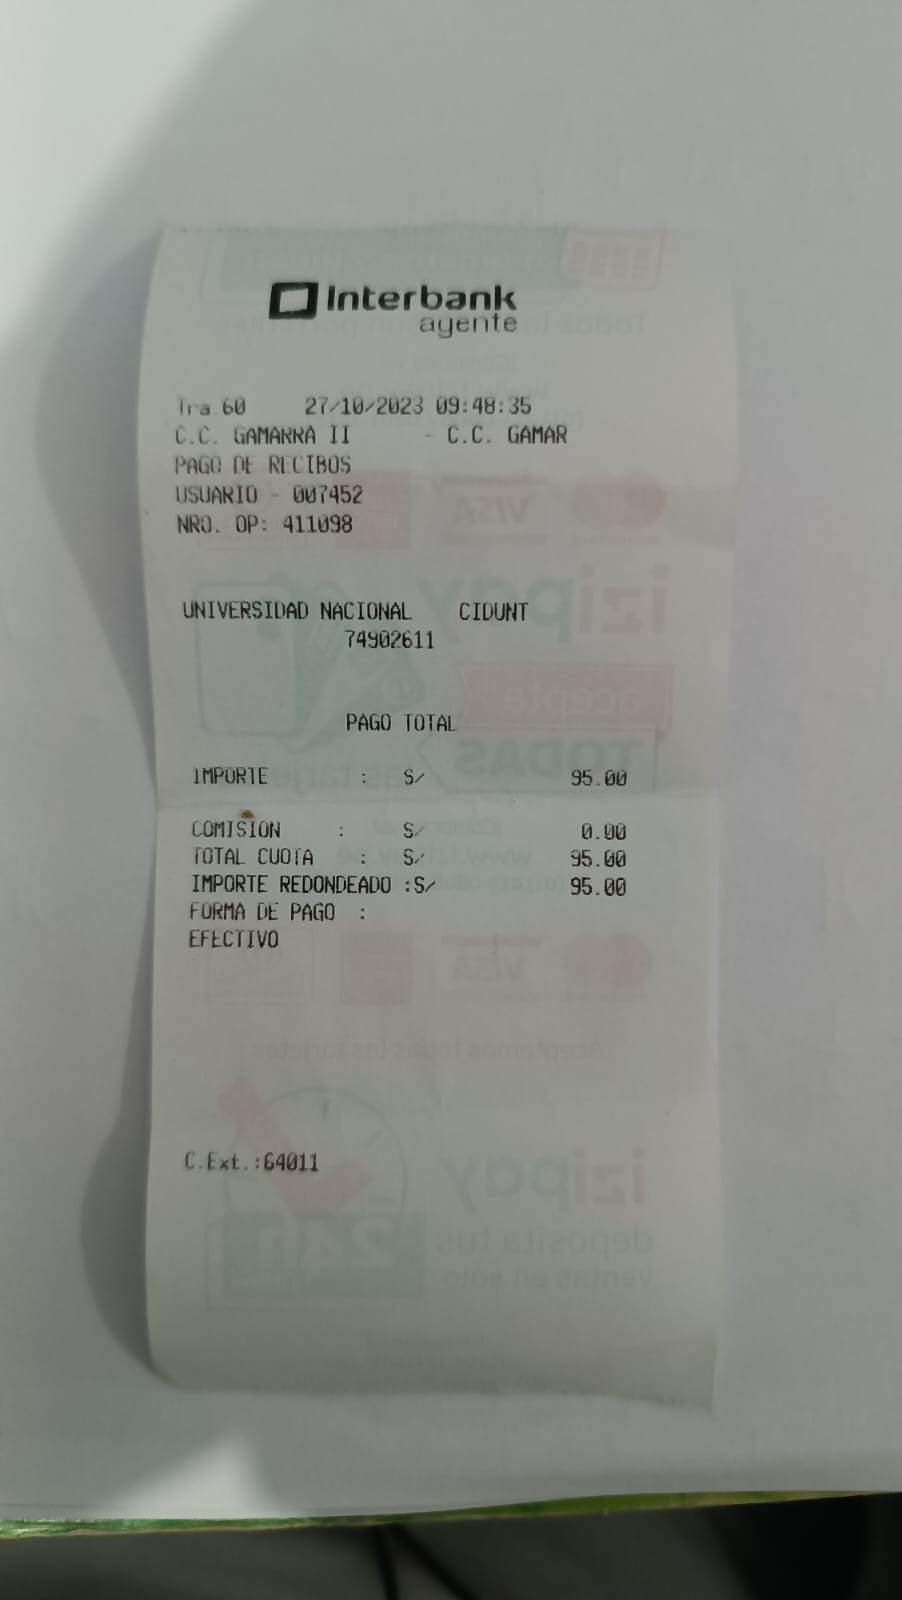 Interbank
agente
Tra.60 27/10/2023 09:48:35
C.C. GAMARRA II - C.C. GAMAR
PAGO DE RECIBOS
USUARIO - 007452
NRO. OP: 411098
UNIVERSIDAD NACIONAL CIDUNT
74902611
PAGO TOTAL
IMPORTE : S/ 95.00
COMISION : S/ 0.00
TOTAL CUOTA : S/ 95.00
IMPORTE REDONDEADO :S/ 95.00
FORMA DE PAGO :
EFECTIVO
C.Ext.:64011